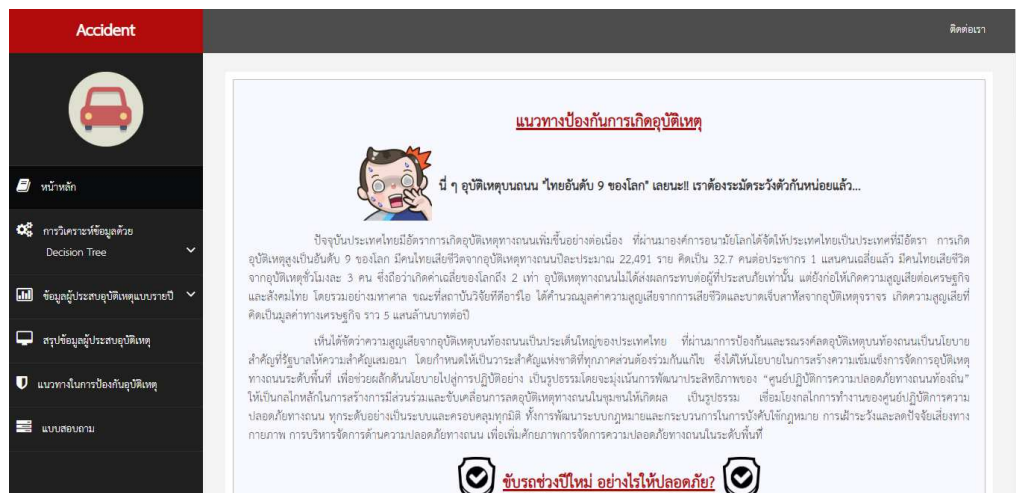 Accident
ติดต่อเรา
หน้าหลัก
การวิเคราะห์ข้อมูลด้วย
Decision Tree
ข้อมูลผู้ประสบอุบัติเหตุแบบรายปี
สรุปข้อมูลผู้ประสบอุบัติเหตุ
แนวทางในการป้องกันอุบัติเหตุ
แบบสอบถาม
แนวทางป้องกันการเกิดอุบัติเหตุ
นี่ ๆ อุบัติเหตุบนถนน "ไทยอันดับ 9 ของโลก" เลยนะ!! เราต้องระมัดระวังตัวกันหน่อยแล้ว...
ปัจจุบันประเทศไทยมีอัตราการเกิดอุบัติเหตุทางถนนเพิ่มขึ้นอย่างต่อเนื่อง ที่ผ่านมาองค์การอนามัยโลกได้จัดให้ประเทศไทยเป็นประเทศที่มีอัตรา การเกิด
อุบัติเหตุสูงเป็นอันดับ 9 ของโลก มีคนไทยเสียชีวิตจากอุบัติเหตุทางถนนปีละประมาณ 22,491 ราย คิดเป็น 32.7 คนต่อประชากร 1 แสนคนเฉลี่ยแล้ว มีคนไทยเสียชีวิต
จากอุบัติเหตุชั่วโมงละ 3 คน ซึ่งถือว่าเกิดค่าเฉลี่ยของโลกถึง 2 เท่า อุบัติเหตุทางถนนไม่ได้ส่งผลกระทบต่อผู้ที่ประสบภัยเท่านั้น แต่ยังก่อให้เกิดความสูญเสียต่อเศรษฐกิจ
และสังคมไทย โดยรวมอย่างมหาศาล ขณะที่สถาบันวิจัยทีดีอาร์ไอ ได้คำนวณมูลค่าความสูญเสียจากการเสียชีวิตและบาดเจ็บสาหัสจากอุบัติเหตุจราจร เกิดความสูญเสียที่
คิดเป็นมูลค่าทางเศรษฐกิจ ราว 5 แสนล้านบาทต่อปี
เห็นได้ชัดว่าความสูญเสียจากอุบัติเหตุบนท้องถนนเป็นประเด็นใหญ่ของประเทศไทย ที่ผ่านมาการป้องกันและรณรงค์ลดอุบัติเหตุบนท้องถนนเป็นนโยบาย
สำคัญที่รัฐบาลให้ความสำคัญเสมอมา โดยกำหนดให้เป็นวาระสำคัญแห่งชาติที่ทุกภาคส่วนต้องร่วมกันแก้ไข ซึ่งได้ให้นโยบายในการสร้างความเข้มแข็งการจัดการอุบัติเหตุ
ทางถนนระดับพื้นที่ เพื่อช่วยผลักดันนโยบายไปสู่การปฏิบัติอย่าง เป็นรูปธรรมโดยจะมุ่งเน้นการพัฒนาประสิทธิภาพของ "ศูนย์ปฏิบัติการความปลอดภัยทางถนนท้องถิ่น"
ให้เป็นกลไกหลักในการสร้างการมีส่วนร่วมและขับเคลื่อนการลดอุบัติเหตุทางถนนในชุมชนให้เกิดผล เป็นรูปธรรม เชื่อมโยงกลไกการทำงานของศูนย์ปฏิบัติการความ
ปลอดภัยทางถนน ทุกระดับอย่างเป็นระบบและครอบคลุมทุกมิติ ทั้งการพัฒนาระบบกฎหมายและกระบวนการในการบังคับใช้กฎหมาย การเฝ้าระวังและลดปัจจัยเสี่ยงทาง
กายภาพ การบริหารจัดการด้านความปลอดภัยทางถนน เพื่อเพิ่มศักยภาพการจัดการความปลอดภัยทางถนนในระดับพื้นที่
ขับรถช่วงปีใหม่ อย่างไรให้ปลอดภัย?